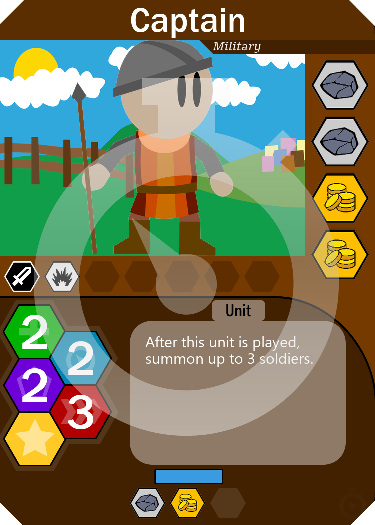 Captain
Military
Unit
After this unit is played,
summon up to 3 soldiers.
2
2
2
3